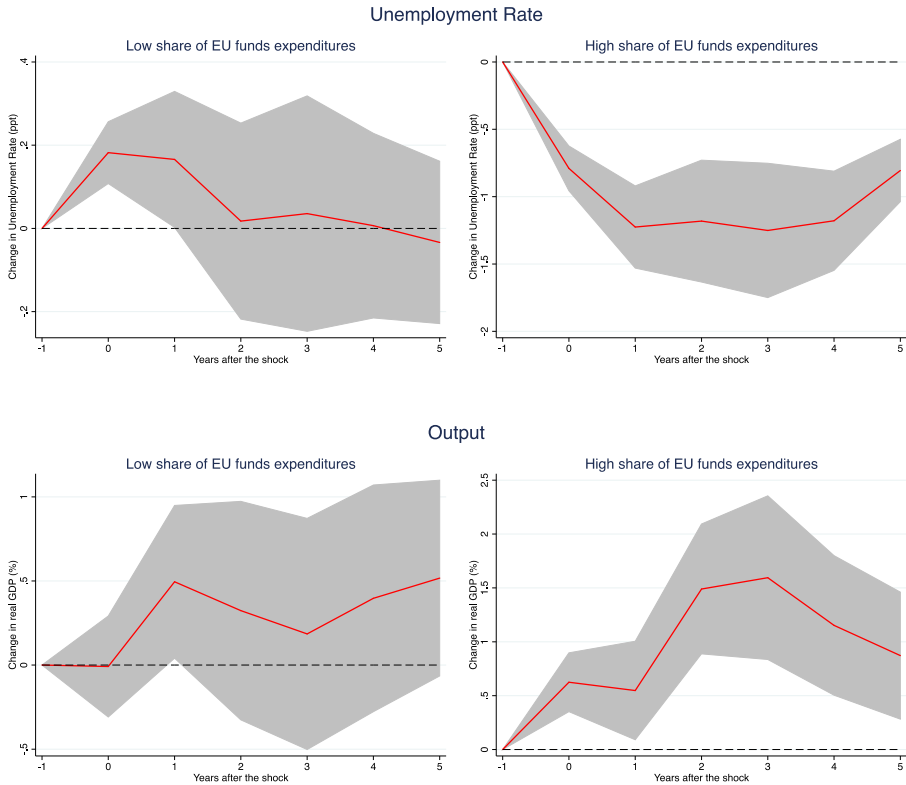 Unemployment Rate
Low share of EU funds expenditures
Change in Unemployment Rate (ppt)
.4
.2
0
-.2
-1 0 1 2 3 4 5
Years after the shock
High share of EU funds expenditures
Change in Unemployment Rate (ppt)
0
-.5
-1
-1.5
-2
-1 0 1 2 3 4 5
Years after the shock
Output
Low share of EU funds expenditures
Change in real GDP (%)
1
.5
0
-.5
-1 0 1 2 3 4 5
Years after the shock
High share of EU funds expenditures
Change in real GDP (%)
2.5
2
1.5
1
.5
0
-1 0 1 2 3 4 5
Years after the shock